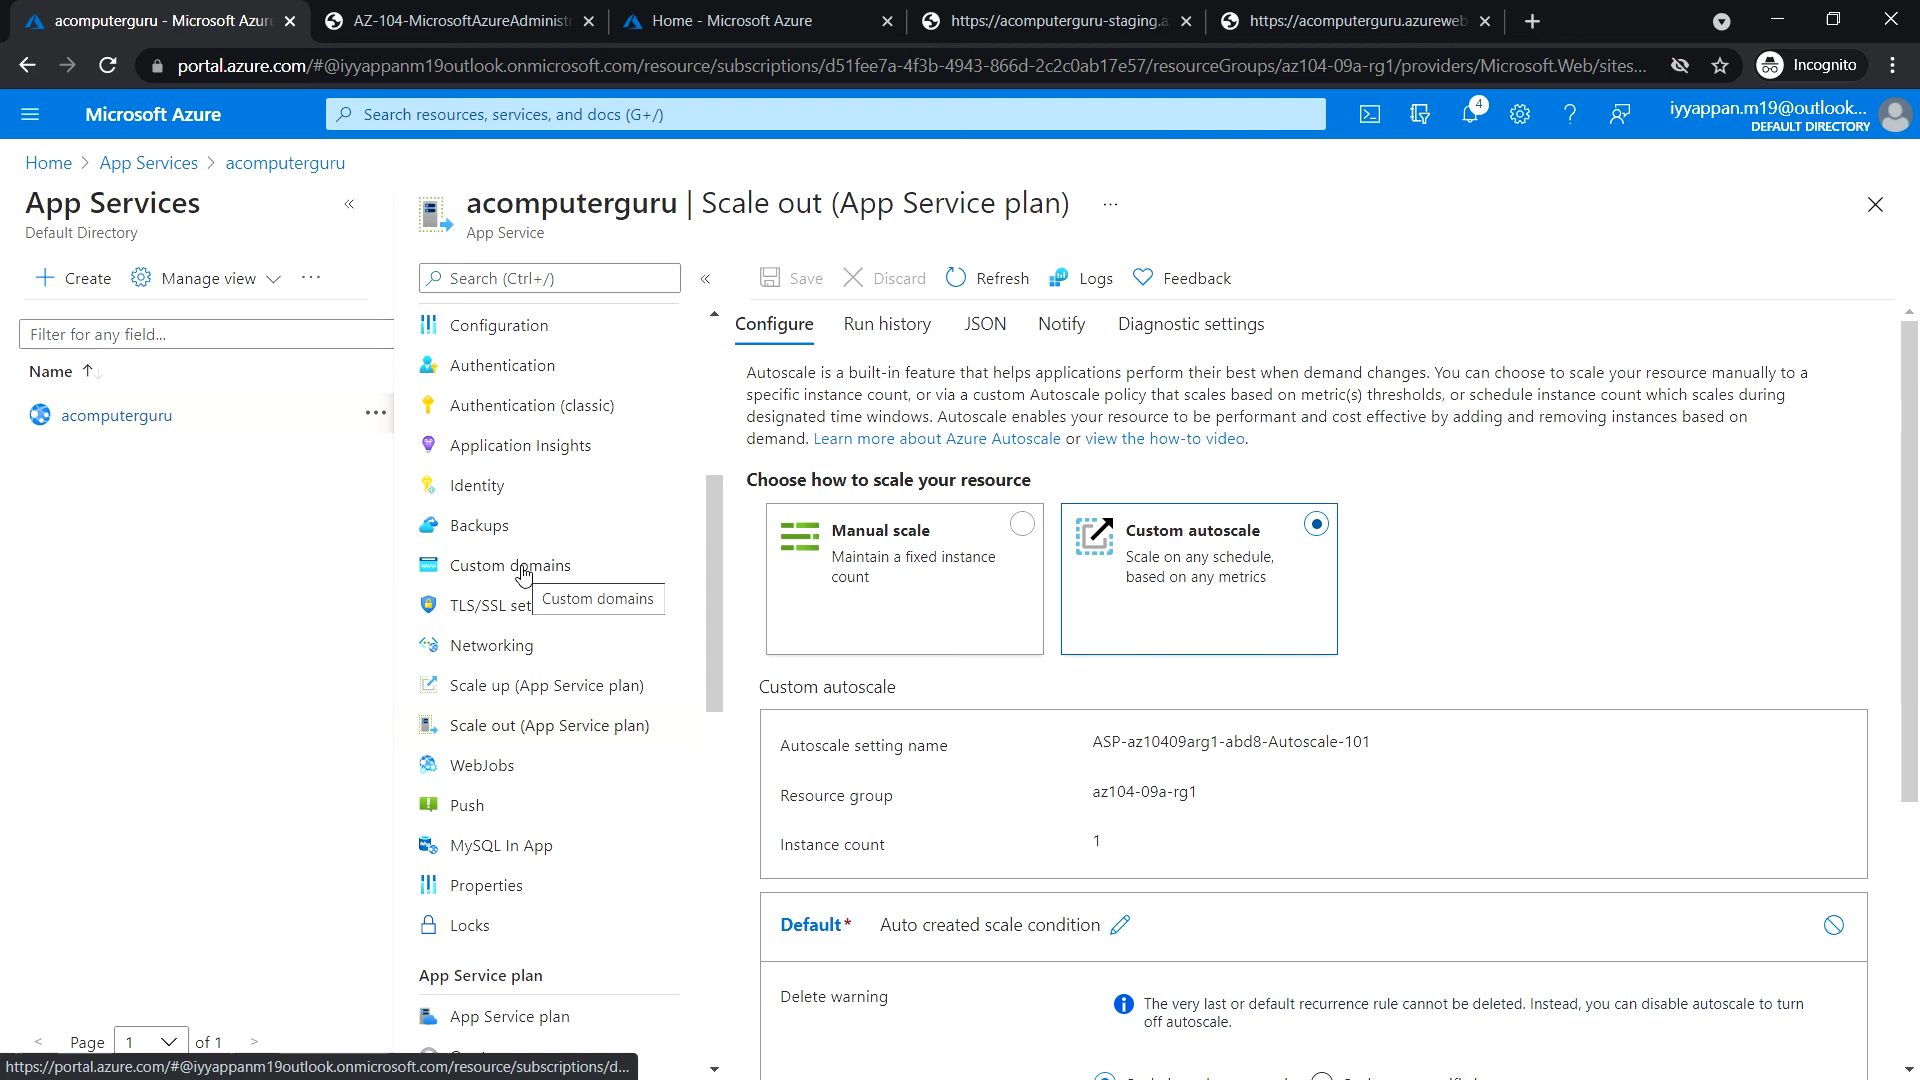 acomputerguru - Microsoft Azur
AZ-104-MicrosoftAzureAdminist
Home - Microsoft Azure
https://acomputerguru-staging.a
https://acomputerguru.azureweb
portal.azure.com/#@iyyappanm19outlook.onmicrosoft.com/resource/subscriptions/d51fee7a-4f3b-4943-866d-2c2c0ab17e57/resourceGroups/az104-09a-rg1/providers/Microsoft.Web/sites...
Incognito
Microsoft Azure
Search resources, services, and docs (G+/)
4
iyyappan.m19@outlook...
DEFAULT DIRECTORY
Home > App Services > acomputerguru
App Services
Default Directory
Create
Manage view
Filter for any field...
Name
acomputerguru
Page 1 of 1
acomputerguru | Scale out (App Service plan)
App Service
Search (Ctrl+/)
Configuration
Authentication
Authentication (classic)
Application Insights
Identity
Backups
Custom domains
TLS/SSL set
Custom domains
Networking
Scale up (App Service plan)
Scale out (App Service plan)
WebJobs
Push
MySQL In App
Properties
Locks
App Service plan
App Service plan
Save
Discard
Refresh
Logs
Feedback
Configure
Run history
JSON
Notify
Diagnostic settings
Autoscale is a built-in feature that helps applications perform their best when demand changes. You can choose to scale your resource manually to a
specific instance count, or via a custom Autoscale policy that scales based on metric(s) thresholds, or schedule instance count which scales during
designated time windows. Autoscale enables your resource to be performant and cost effective by adding and removing instances based on
demand. Learn more about Azure Autoscale or view the how-to video.
Choose how to scale your resource
Manual scale
Maintain a fixed instance
count
Custom autoscale
Scale on any schedule,
based on any metrics
Custom autoscale
Autoscale setting name
ASP-az10409arg1-abd8-Autoscale-101
Resource group
az104-09a-rg1
Instance count
1
Default* Auto created scale condition
Delete warning
The very last or default recurrence rule cannot be deleted. Instead, you can disable autoscale to turn
off autoscale.
https://portal.azure.com/#@iyyappanm19outlook.onmicrosoft.com/resource/subscriptions/d...